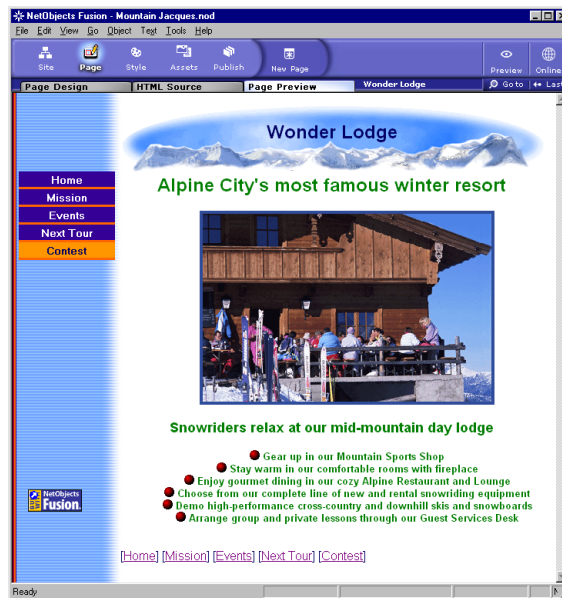 NetObjects Fusion - Mountain Jacques.nod
File Edit View Go Object Text Tools Help
Site Page Style Assets Publish New Page Preview Online
Page Design HTML Source Page Preview Wonder Lodge Go to Las
Wonder Lodge
Alpine City's most famous winter resort
Home
Mission
Events
Next Tour
Contest
Snowriders relax at our mid-mountain day lodge
Gear up in our Mountain Sports Shop
Stay warm in our comfortable rooms with fireplace
Enjoy gourmet dining in our cozy Alpine Restaurant and Lounge
Choose from our complete line of new and rental snowriding equipment
Demo high-performance cross-country and downhill skis and snowboards
Arrange group and private lessons through our Guest Services Desk
NetObjects
Fusion.
[Home] [Mission] [Events] [Next Tour] [Contest]
Ready